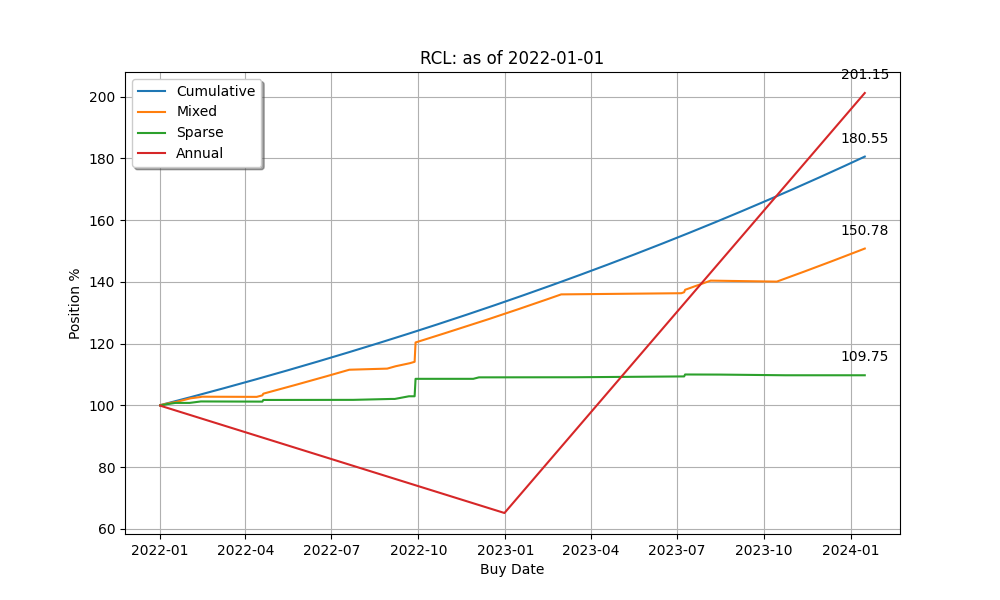 RCL: as of 2022-01-01
Cumulative
Mixed
Sparse
Annual
201.15
180.55
150.78
109.75
200
180
160
140
120
100
80
60
Position %
2022-01 2022-04 2022-07 2022-10 2023-01 2023-04 2023-07 2023-10 2024-01
Buy Date